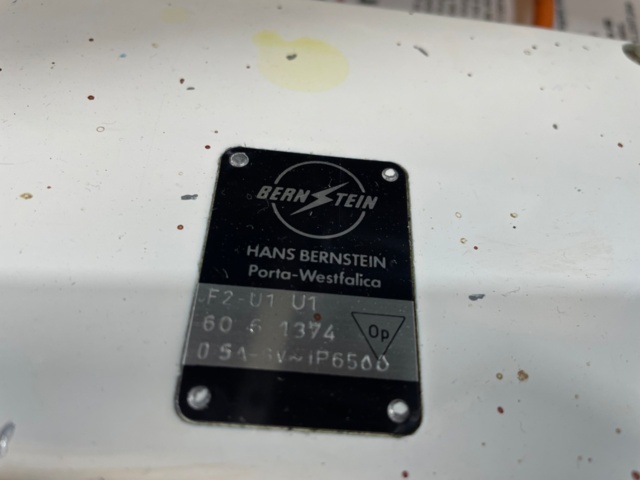 BERNSTEIN
HANS BERNSTEIN
Porta-Westfalica
F2-U1 U1
60 6 1374
Op